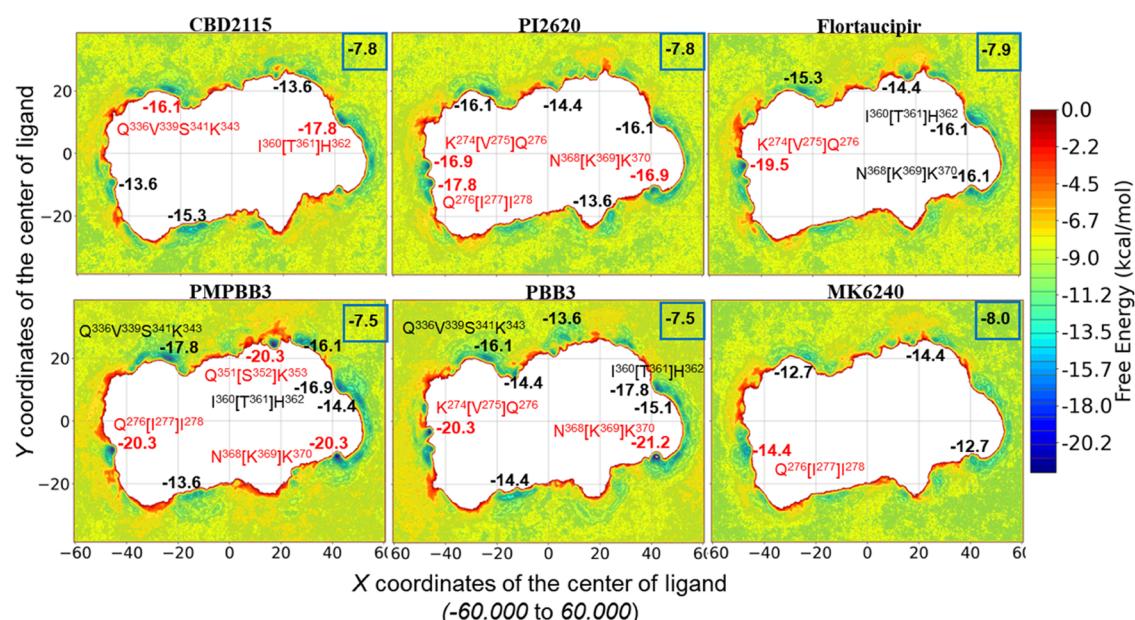 CBD2115 PI2620 Flortaucipir
-7.8 -7.8 -7.9
-13.6
-16.1
Q³³⁶V³³⁹S³⁴¹K³⁴³
-17.8
I³⁶⁰[T³⁶¹]H³⁶²
-13.6
-15.3
20
0
−20
-16.1
-14.4
-16.1
K²⁷⁴[V²⁷⁵]Q²⁷⁶
-16.9
N³⁶⁸[K³⁶⁹]K³⁷⁰
-16.9
-17.8
Q²⁷⁶[I²⁷⁷]I²⁷⁸
-13.6
-15.3
-14.4
I³⁶⁰[T³⁶¹]H³⁶²
-16.1
K²⁷⁴[V²⁷⁵]Q²⁷⁶
-19.5
N³⁶⁸[K³⁶⁹]K³⁷⁰
-16.1
PMPBB3 PBB3 MK6240
-7.5 -7.5 -8.0
Q³³⁶V³³⁹S³⁴¹K³⁴³
-17.8
-16.1
-20.3
Q³⁵¹[S³⁵²]K³⁵³
-16.9
I³⁶⁰[T³⁶¹]H³⁶²
-14.4
Q²⁷⁶[I²⁷⁷]I²⁷⁸
-20.3
-20.3
N³⁶⁸[K³⁶⁹]K³⁷⁰
-13.6
20
0
−20
-13.6
Q³³⁶V³³⁹S³⁴¹K³⁴³
-16.1
I³⁶⁰[T³⁶¹]H³⁶²
-14.4
-17.8
K²⁷⁴[V²⁷⁵]Q²⁷⁶
-15.1
-20.3
N³⁶⁸[K³⁶⁹]K³⁷⁰
-21.2
-14.4
-14.4
-12.7
-14.4
-12.7
Q²⁷⁶[I²⁷⁷]I²⁷⁸
−60 −40 −20 0 20 40 60
−40 −20 0 20 40 60
−40 −20 0 20 40
Y coordinates of the center of ligand
X coordinates of the center of ligand
(-60.000 to 60.000)
0.0
-2.2
-4.5
-6.7
-9.0
-11.2
-13.5
-15.7
-18.0
-20.2
Free Energy (kcal/mol)